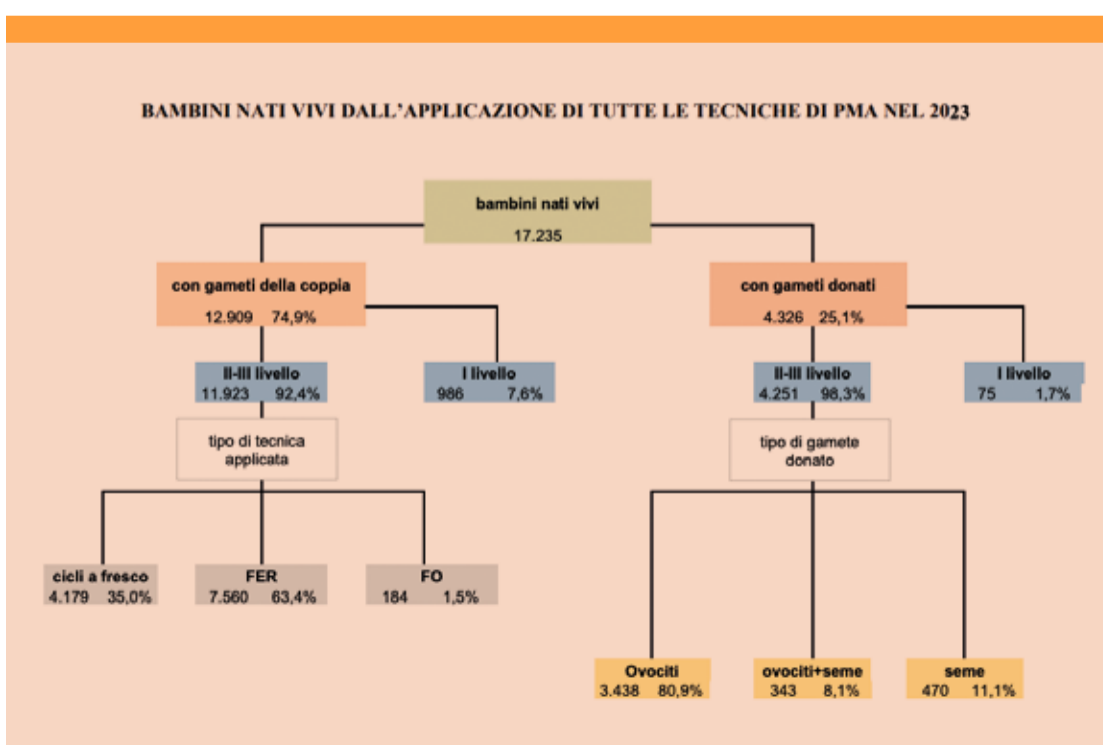 BAMBINI NATI VIVI DALL'APPLICAZIONE DI TUTTE LE TECNICHE DI PMA NEL 2023
bambini nati vivi
17.235
con gameti della coppia
12.909 74,9%
con gameti donati
4.326 25,1%
II-III livello
11.923 92,4%
I livello
986 7,6%
II-III livello
4.251 98,3%
I livello
75 1,7%
tipo di tecnica
applicata
tipo di gamete
donato
cicli a fresco
4.179 35,0%
FER
7.560 63,4%
FO
184 1,5%
Ovociti
3.438 80,9%
ovociti+seme
343 8,1%
seme
470 11,1%